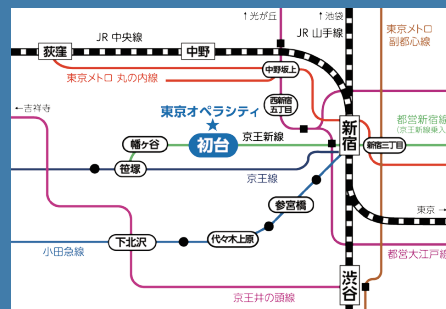 ↑光が丘
↑池袋
JR 中央線
JR 山手線
東京メトロ
副都心線
荻窪
中野
中野坂上
東京メトロ 丸の内線
西新宿
五丁目
←吉祥寺
東京オペラシティ
都営新宿線
(京王新線乗入
幡ヶ谷
初台
京王新線
新宿
新宿三丁目
笹塚
京王線
参宮橋
東京→
下北沢
代々木上原
小田急線
都営大江戸線
渋谷
京王井の頭線